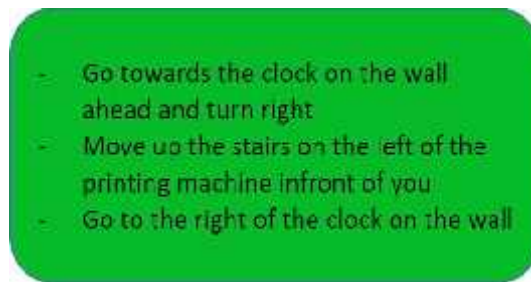 - Go towards the clock on the wall
ahead and turn right
- Move up the stairs on the left of the
printing machine infront of you
- Go to the right of the clock on the wall